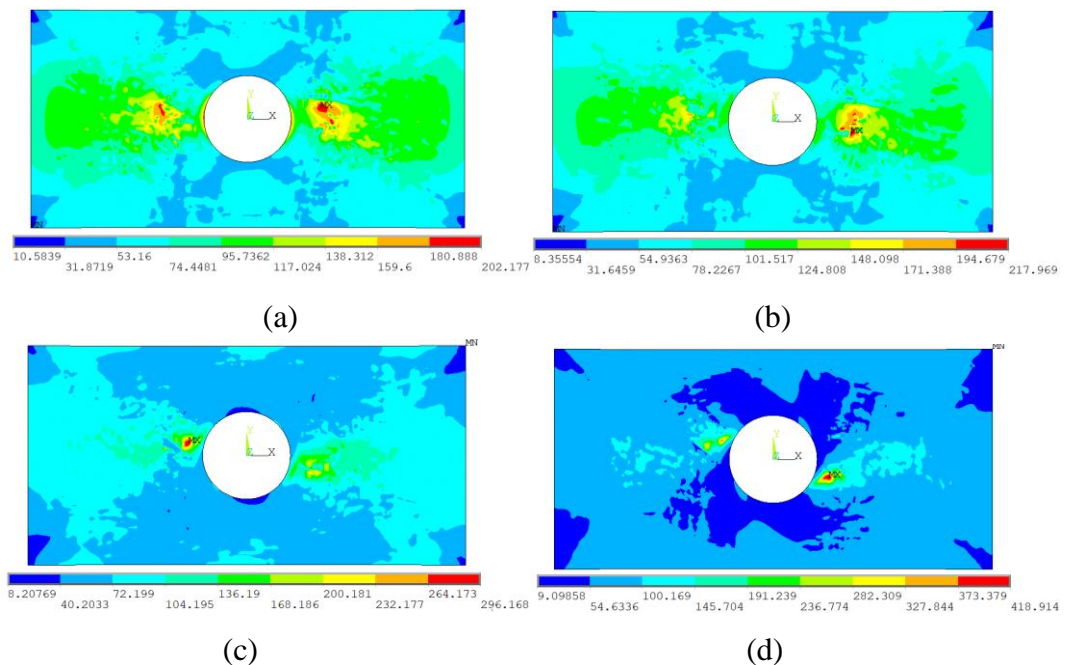 Y
Z X
MX
MN
10.5839 53.16 95.7362 138.312 180.888
31.8719 74.4481 117.024 159.6 202.177
(a)
Y
Z X
MX
MN
8.35554 54.9363 101.517 148.098 194.679
31.6459 78.2267 124.808 171.388 217.969
(b)
MN
MX
Y
Z X
8.20769 72.199 136.19 200.181 264.173
40.2033 104.195 168.186 232.177 296.168
(c)
MN
Y
Z X
MX
9.09858 100.169 191.239 282.309 373.379
54.6336 145.704 236.774 327.844 418.914
(d)